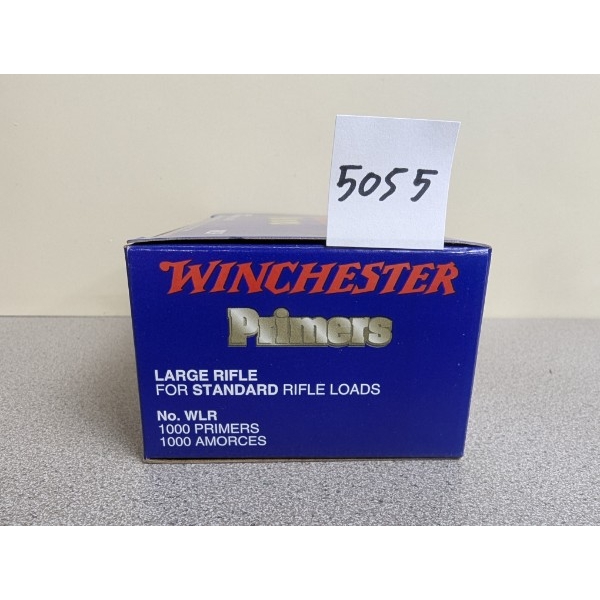 5055
WINCHESTER
Primers
LARGE RIFLE
FOR STANDARD RIFLE LOADS
No. WLR
1000 PRIMERS
1000 AMORCES